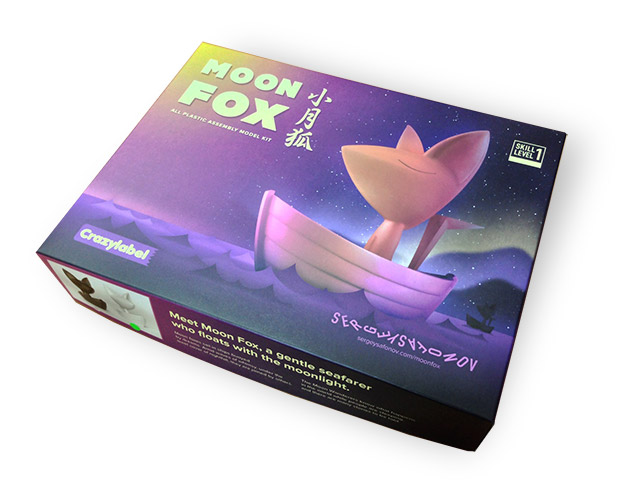 MOON
FOX
小月狐
ALL PLASTIC ASSEMBLY MODEL KIT
SKILL
LEVEL 1
Crazylabel
SERGEYSAFONOV
sergeysafonov.com/moonfox
Meet Moon Fox, a gentle seafarer
who floats with the moonlight.